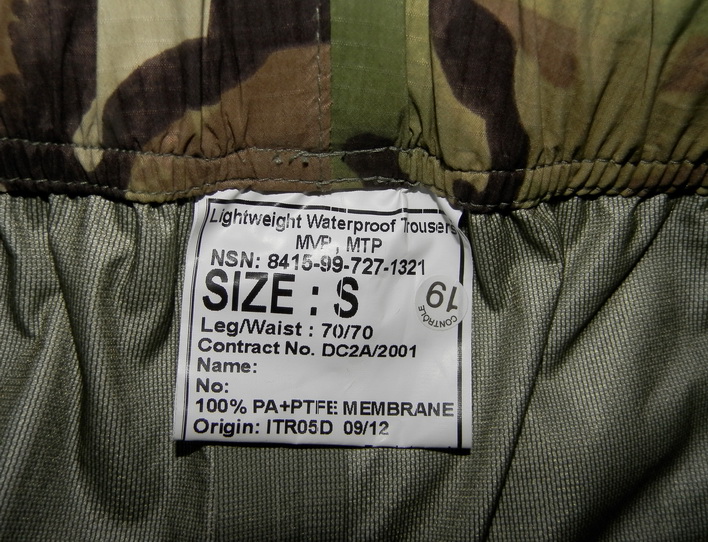 Lightweight Waterproof Trousers
MVP, MTP
NSN: 8415-99-727-1321
SIZE : S
19
CONTRÔLE
Leg/Waist : 70/70
Contract No. DC2A/2001
Name:
No:
100% PA+PTFE MEMBRANE
Origin: ITR05D 09/12